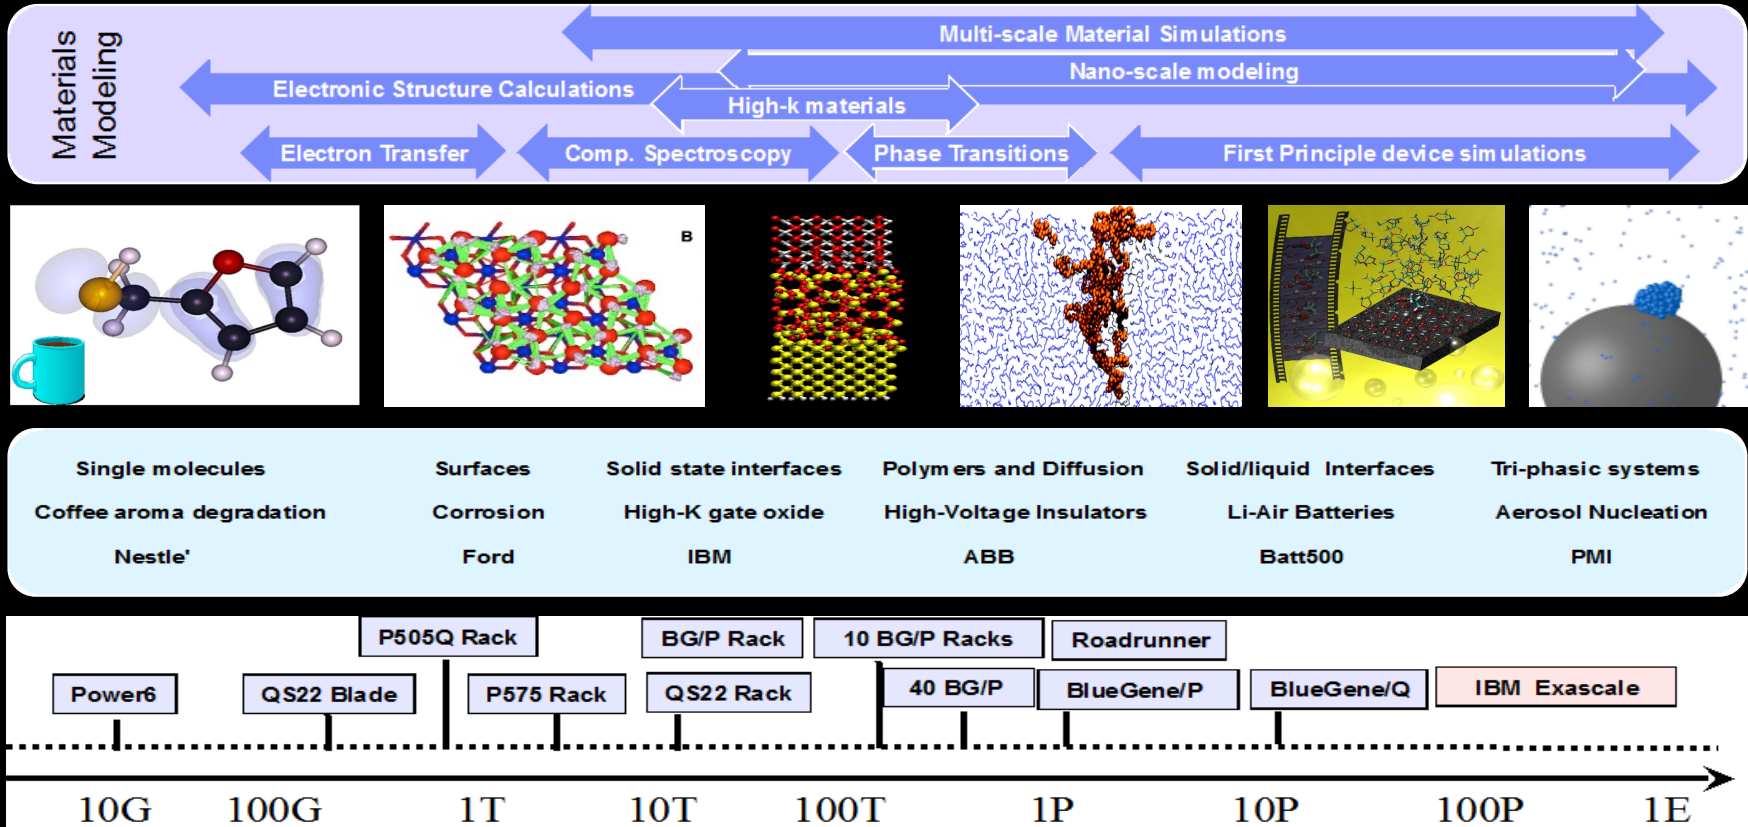 Materials
Modeling
Multi-scale Material Simulations
Nano-scale modeling
Electronic Structure Calculations
High-k materials
Electron Transfer
Comp. Spectroscopy
Phase Transitions
First Principle device simulations
B
Single molecules
Surfaces
Solid state interfaces
Polymers and Diffusion
Solid/liquid Interfaces
Tri-phasic systems
Coffee aroma degradation
Corrosion
High-K gate oxide
High-Voltage Insulators
Li-Air Batteries
Aerosol Nucleation
Nestle'
Ford
IBM
ABB
Batt500
PMI
P505Q Rack
BG/P Rack
10 BG/P Racks
Roadrunner
Power6
QS22 Blade
P575 Rack
QS22 Rack
40 BG/P
BlueGene/P
BlueGene/Q
IBM Exascale
10G
100G
1T
10T
100T
1P
10P
100P
1E